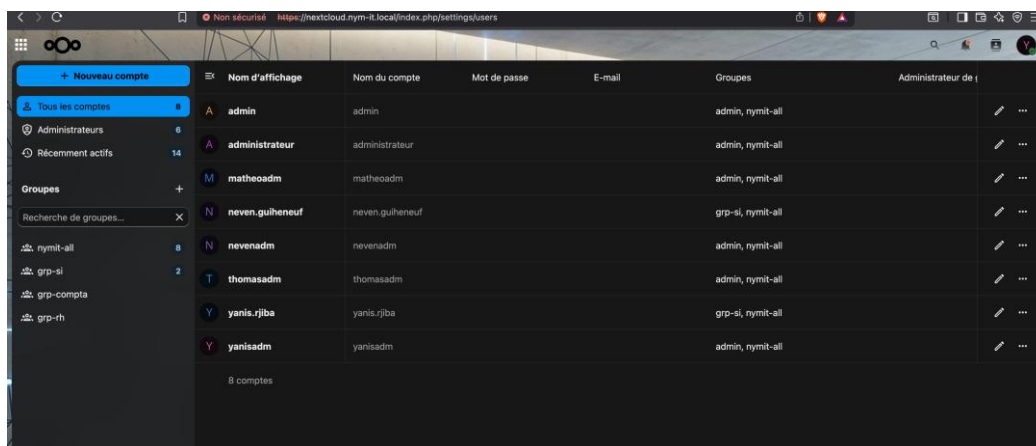 Non sécurisé https://nextcloud.nym-it.local/index.php/settings/users
Y
+ Nouveau compte
Tous les comptes 8
Administrateurs 6
Récemment actifs 14
Groupes +
Recherche de groupes...
nymit-all 8
grp-si 2
grp-compta
grp-rh
Nom d'affichage Nom du compte Mot de passe E-mail Groupes Administrateur de
A admin admin admin, nymit-all
A administrateur administrateur admin, nymit-all
M matheoadm matheoadm admin, nymit-all
N neven.guiheneuf neven.guiheneuf grp-si, nymit-all
N nevenadm nevenadm admin, nymit-all
T thomasadm thomasadm admin, nymit-all
Y yanis.rjiba yanis.rjiba grp-si, nymit-all
Y yanisadm yanisadm admin, nymit-all
8 comptes